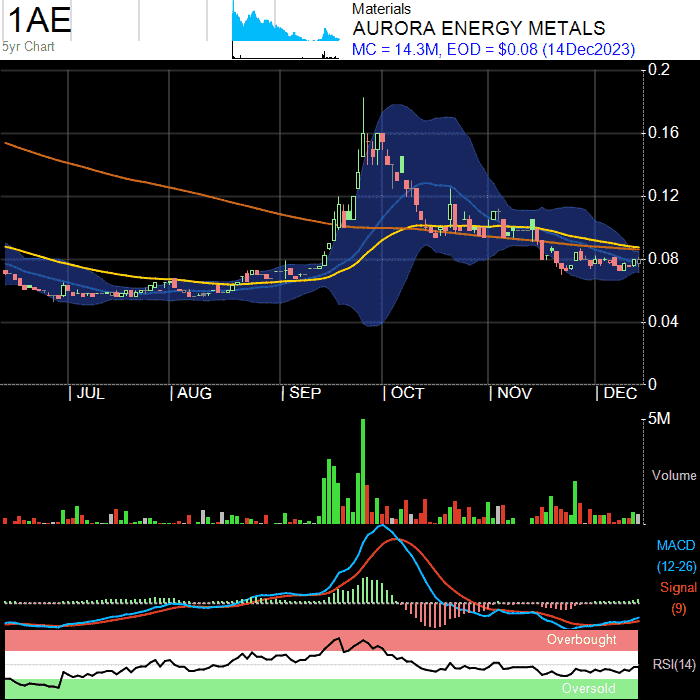 1AE
5yr Chart
Materials
AURORA ENERGY METALS
MC = 14.3M, EOD = $0.08 (14Dec2023)
0.2
0.16
0.12
0.08
0.04
0
JUL AUG SEP OCT NOV DEC
5M
Volume
MACD
(12-26)
Signal
(9)
Overbought
RSI(14)
Oversold